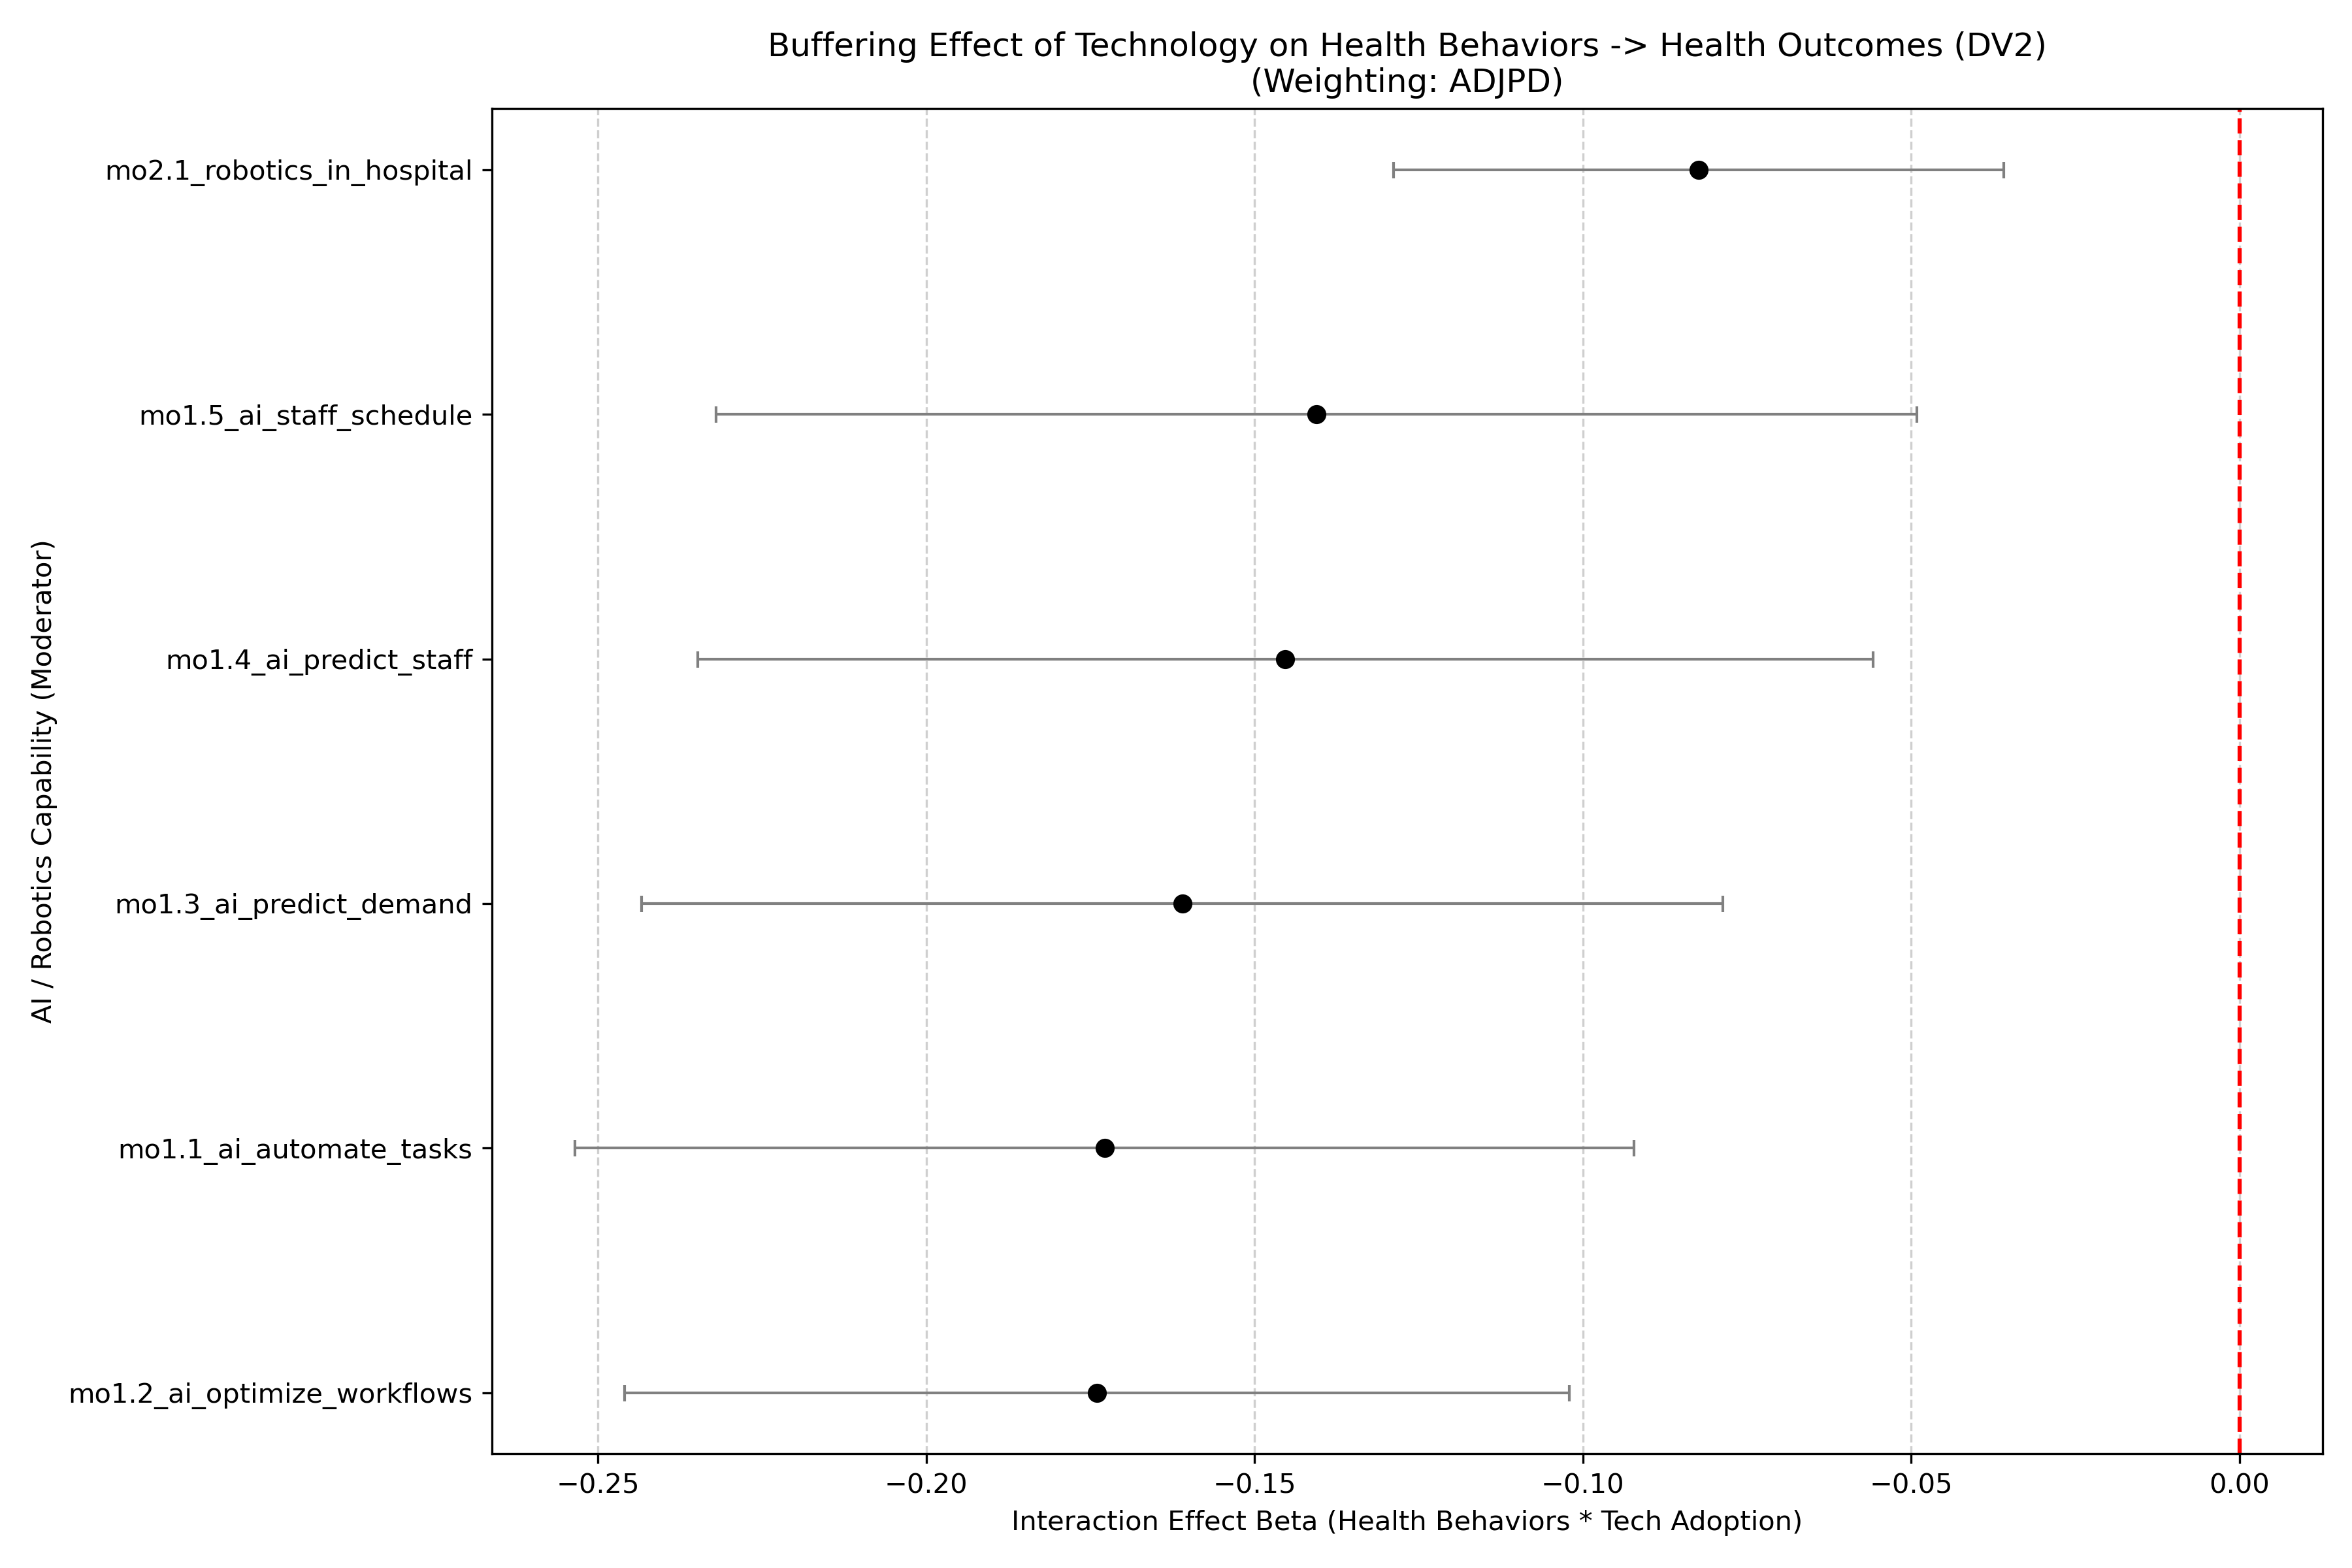 Buffering Effect of Technology on Health Behaviors -> Health Outcomes (DV2)
(Weighting: ADJPD)
AI / Robotics Capability (Moderator)
mo2.1_robotics_in_hospital
mo1.5_ai_staff_schedule
mo1.4_ai_predict_staff
mo1.3_ai_predict_demand
mo1.1_ai_automate_tasks
mo1.2_ai_optimize_workflows
−0.25 −0.20 −0.15 −0.10 −0.05 0.00
Interaction Effect Beta (Health Behaviors * Tech Adoption)